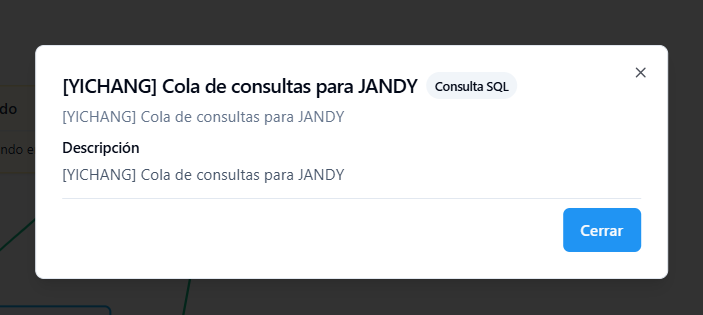 [YICHANG] Cola de consultas para JANDY Consulta SQL
[YICHANG] Cola de consultas para JANDY
do
Descripción
ndo e
[YICHANG] Cola de consultas para JANDY
Cerrar